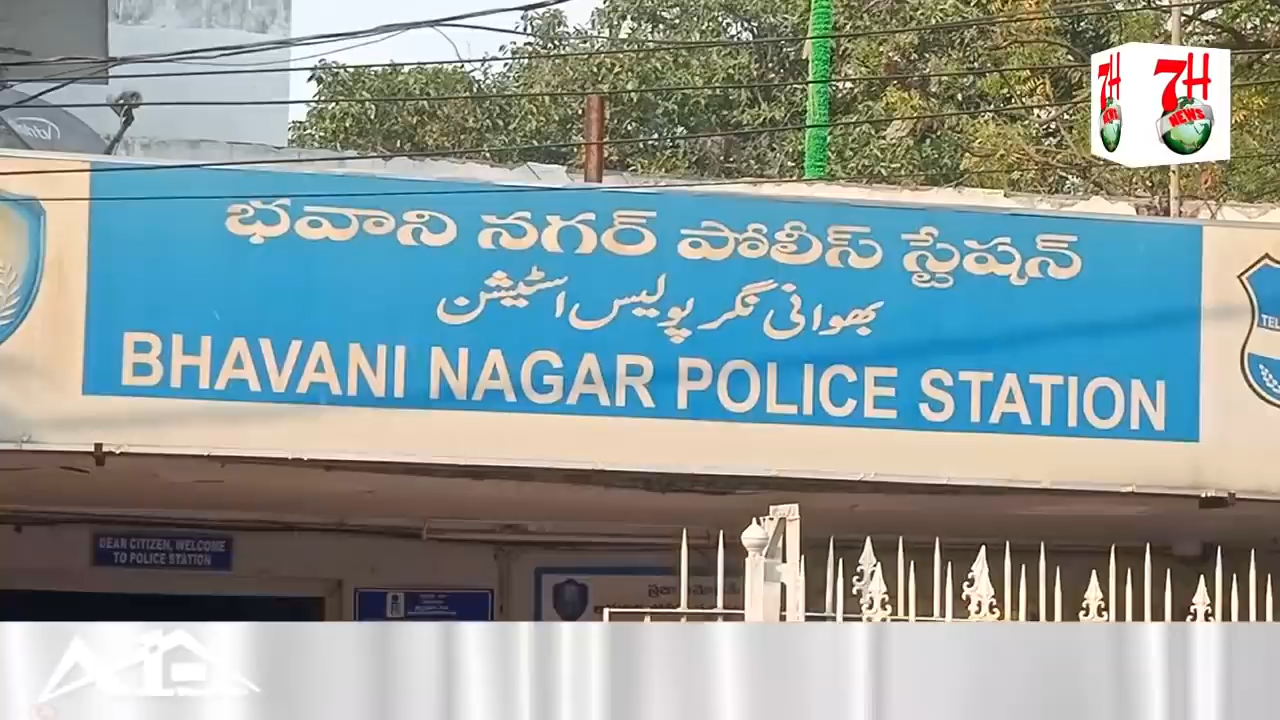 7H
NEWS
భవాని నగర్ పోలీస్ స్టేషన్
بھوانی نگر پولیس اسٹیشن
BHAVANI NAGAR POLICE STATION
TEL
DEAR CITIZEN, WELCOME
TO POLICE STATION